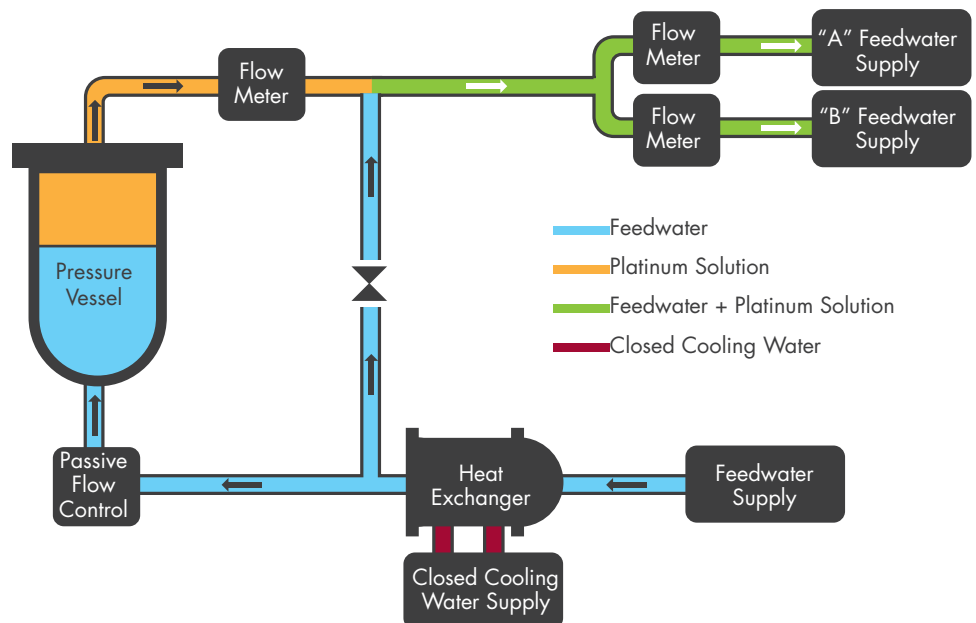 Flow
Meter
Flow
Meter
“A” Feedwater
Supply
Flow
Meter
“B” Feedwater
Supply
Pressure
Vessel
Feedwater
Platinum Solution
Feedwater + Platinum Solution
Closed Cooling Water
Passive
Flow
Control
Heat
Exchanger
Feedwater
Supply
Closed Cooling
Water Supply